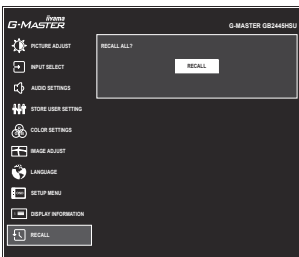 iiyama
G-MASTER
G-MASTER GB2445HSU
PICTURE ADJUST
RECALL ALL?
RECALL
INPUT SELECT
AUDIO SETTINGS
STORE USER SETTING
COLOR SETTINGS
IMAGE ADJUST
LANGUAGE
SETUP MENU
DISPLAY INFORMATION
RECALL